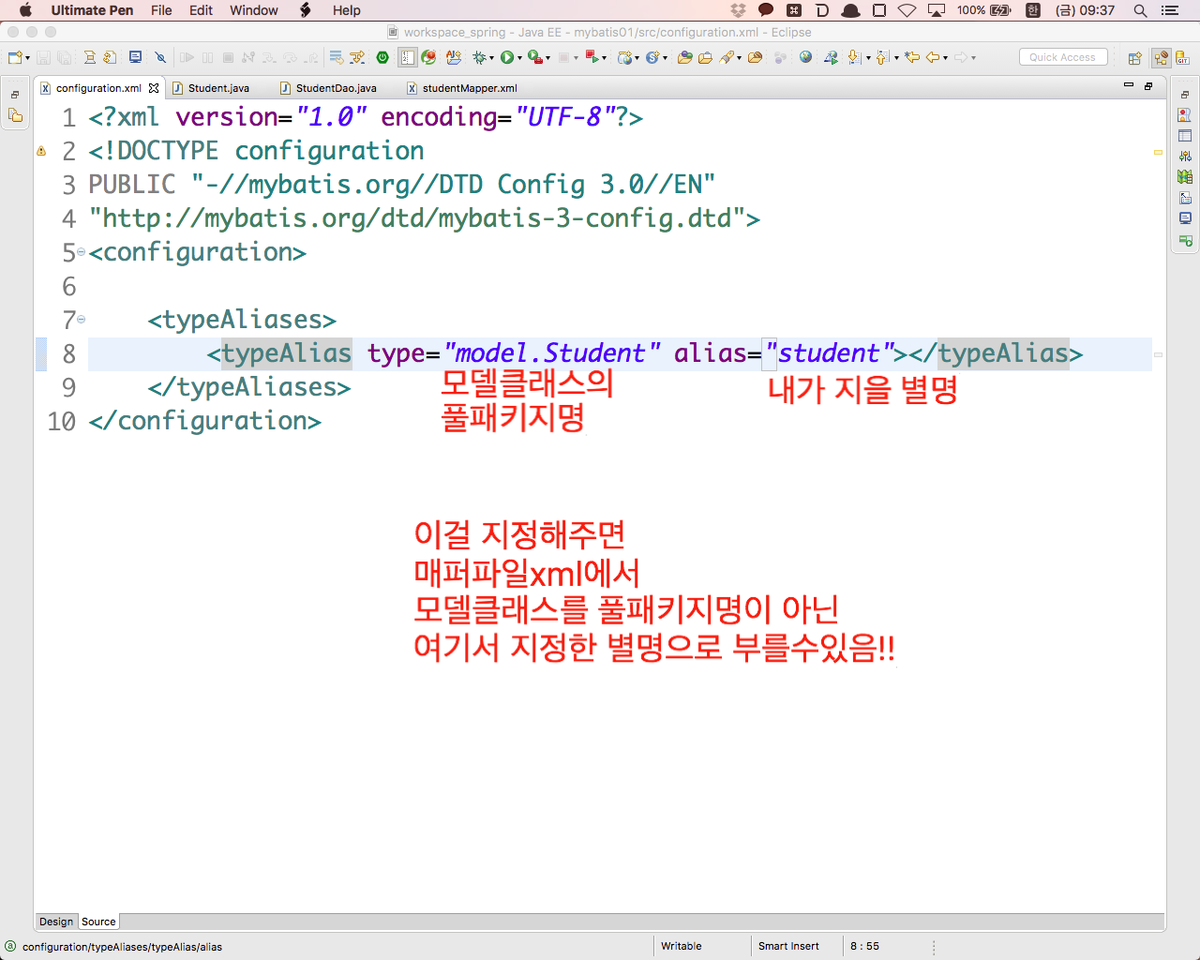 Ultimate Pen File Edit Window Help 100% 한 (금) 09:37
workspace_spring - Java EE - mybatis01/src/configuration.xml - Eclipse
Quick Access
configuration.xml Student.java StudentDao.java studentMapper.xml
1 <?xml version="1.0" encoding="UTF-8"?>
2 <!DOCTYPE configuration
3 PUBLIC "-//mybatis.org//DTD Config 3.0//EN"
4 "http://mybatis.org/dtd/mybatis-3-config.dtd">
5 <configuration>
6
7 <typeAliases>
8 <typeAlias type="model.Student" alias="student"></typeAlias>
9 </typeAliases>
10 </configuration>
모델클래스의
풀패키지명
내가 지을 별명
이걸 지정해주면
매퍼파일xml에서
모델클래스를 풀패키지명이 아닌
여기서 지정한 별명으로 부를수있음!!
Design Source
configuration/typeAliases/typeAlias/alias Writable Smart Insert 8 : 55